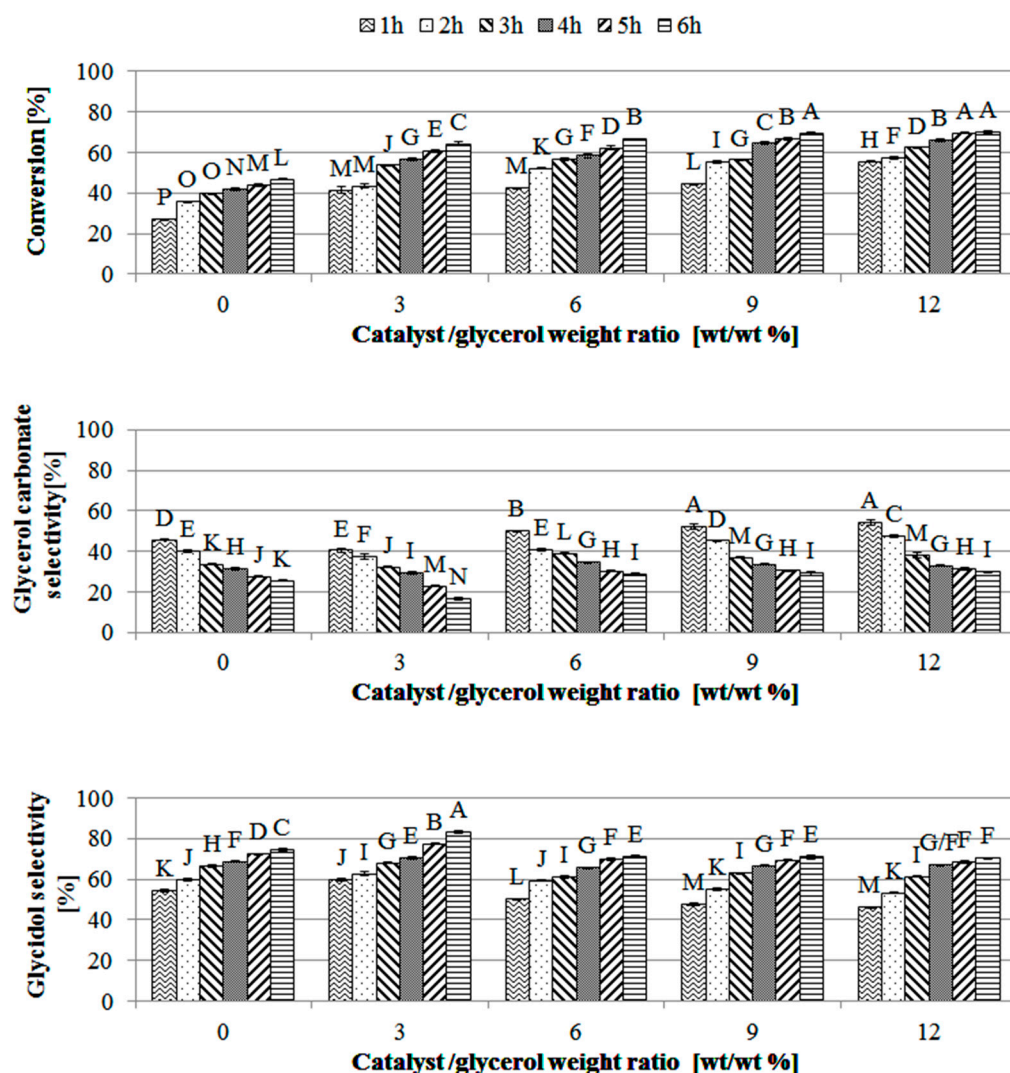 1h 2h 3h 4h 5h 6h
Conversion [%]
100
80
60
40
20
0
P O O N M L
M M J G E C
M K G F D B
L I G C B A
H F D B A A
0 3 6 9 12
Catalyst /glycerol weight ratio [wt/wt %]
Glycerol carbonate
selectivity[%]
100
80
60
40
20
0
D E K H J K
E F J I M N
B E L G H I
A D M G H I
A C M G H I
0 3 6 9 12
Catalyst /glycerol weight ratio [wt/wt %]
Glycidol selectivity
[%]
100
80
60
40
20
0
K J H F D C
J I G E B A
L J I G F E
M K I G F E
M K I G/F F F
0 3 6 9 12
Catalyst /glycerol weight ratio [wt/wt %]